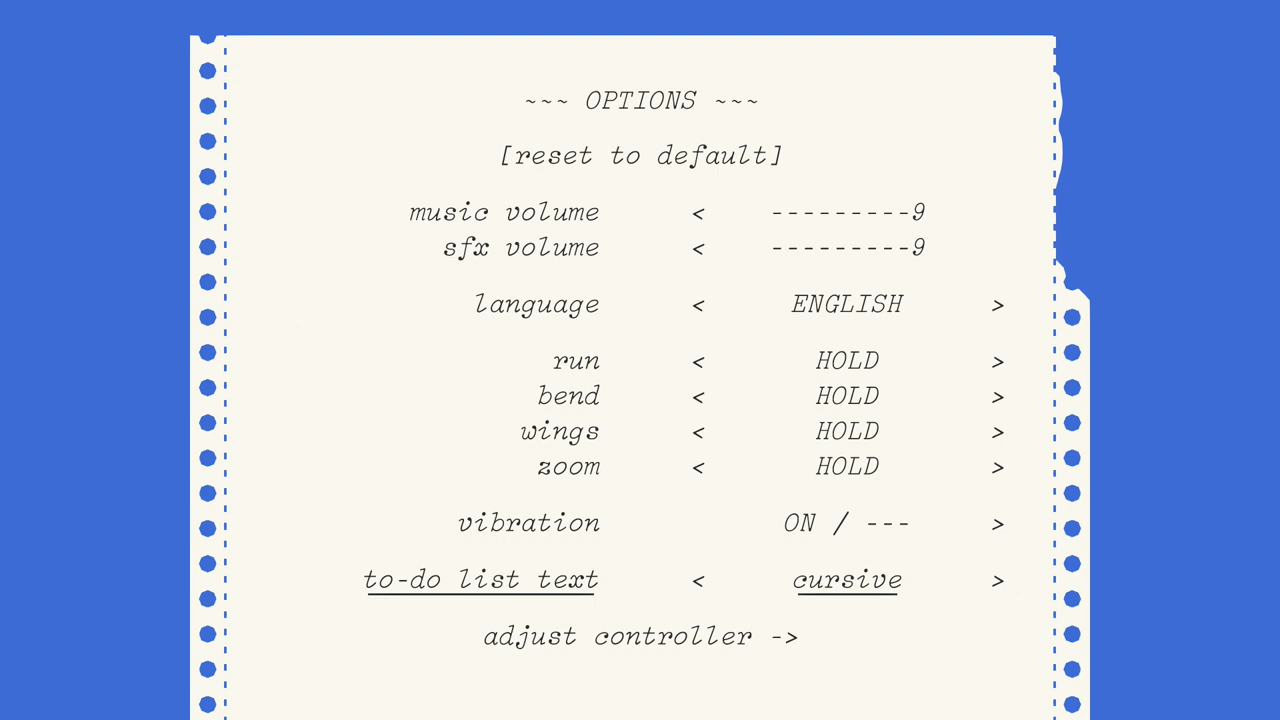 ~~~ OPTIONS ~~~
[reset to default]
music volume < ---------9
sfx volume < ---------9
language < ENGLISH >
run < HOLD >
bend < HOLD >
wings < HOLD >
zoom < HOLD >
vibration ON / --- >
to-do list text < cursive >
adjust controller ->